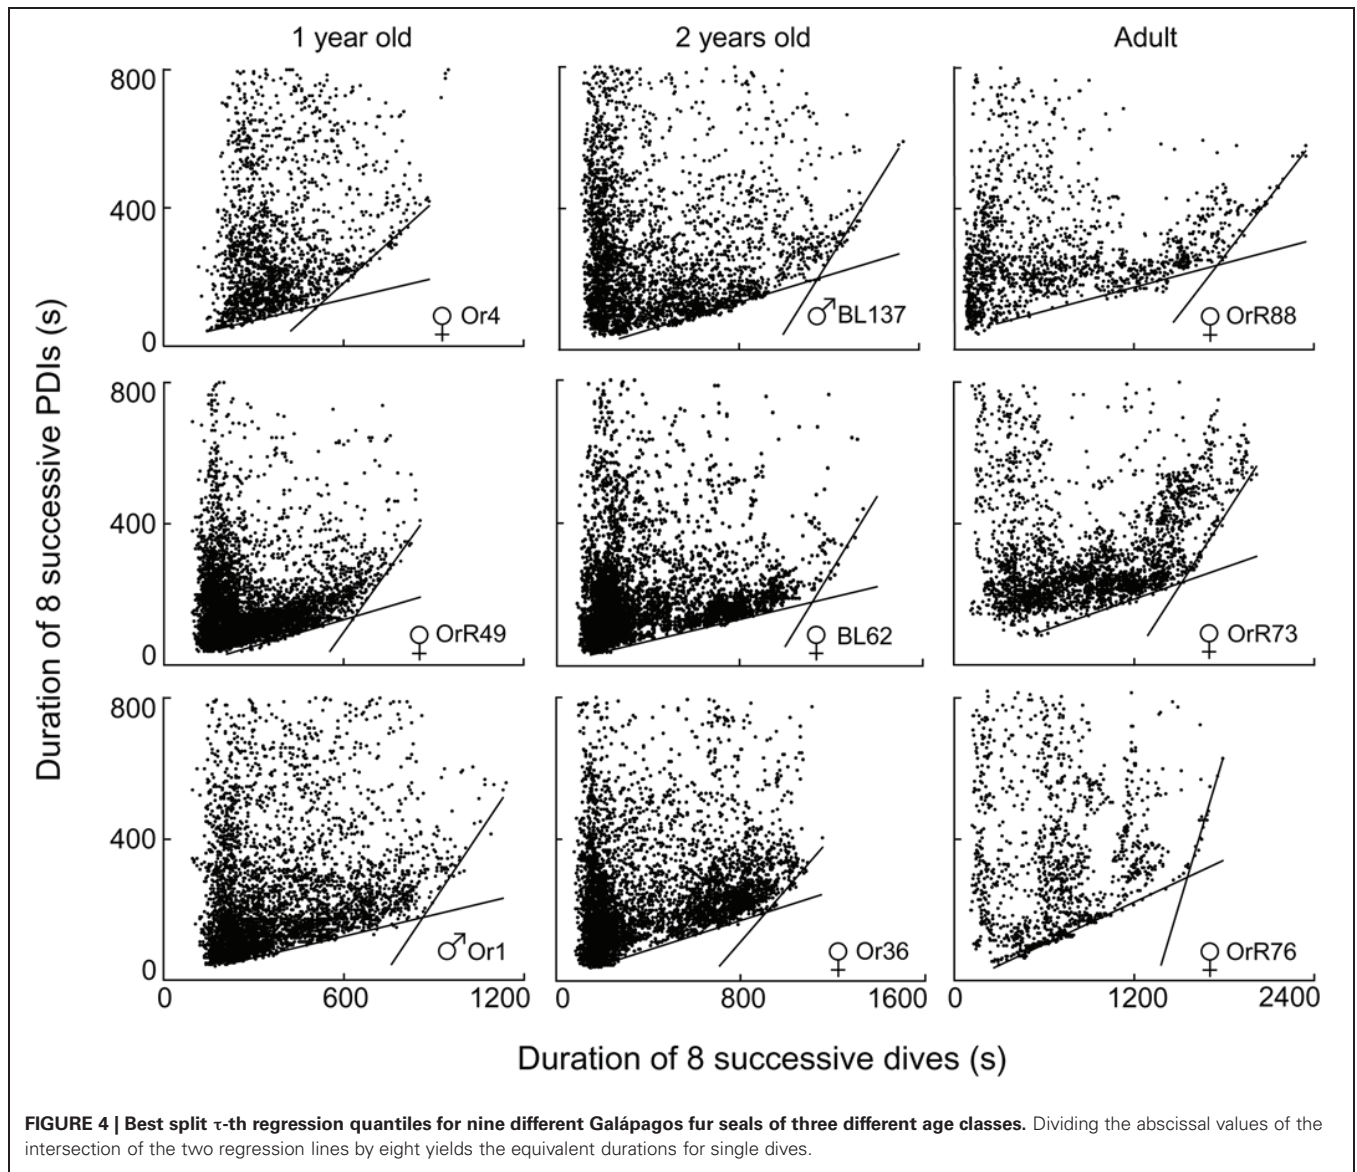 1 year old 2 years old Adult
Duration of 8 successive PDIs (s)
800
400
0
♀ Or4
♂ BL137
♀ OrR88
800
400
0
♀ OrR49
♀ BL62
♀ OrR73
800
400
0
♂ Or1
♀ Or36
♀ OrR76
0 600 1200 0 800 1600 0 1200 2400
Duration of 8 successive dives (s)
FIGURE 4 | Best split τ-th regression quantiles for nine different Galápagos fur seals of three different age classes. Dividing the abscissal values of the
intersection of the two regression lines by eight yields the equivalent durations for single dives.